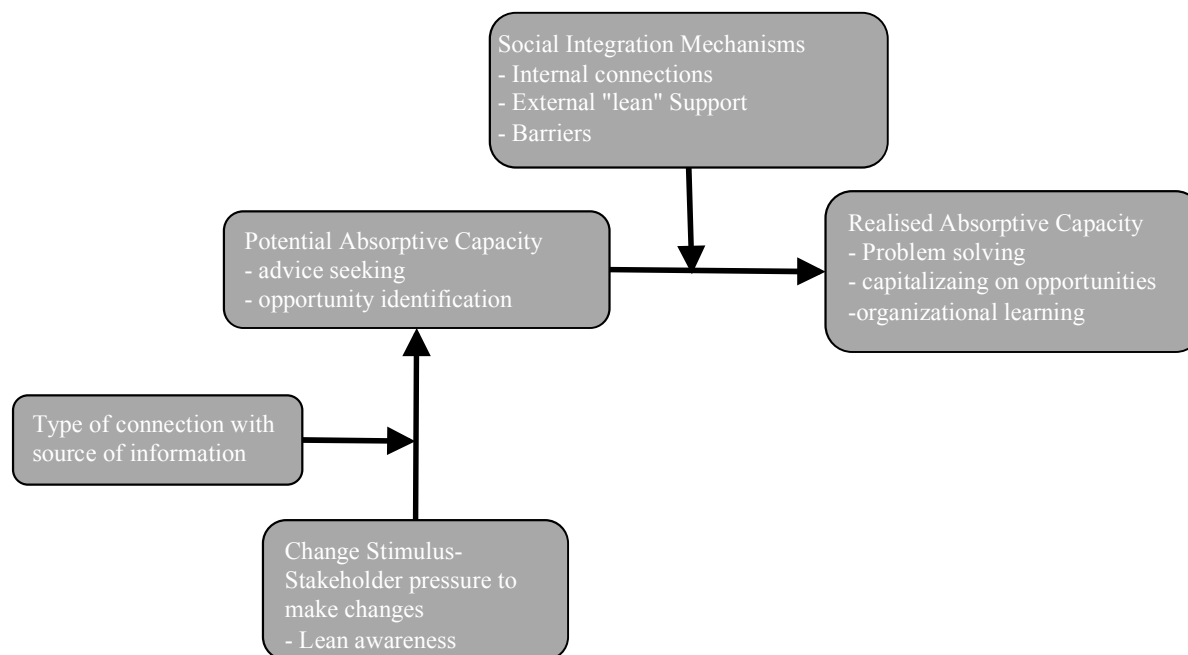 Social Integration Mechanisms
- Internal connections
- External "lean" Support
- Barriers
Potential Absorptive Capacity
- advice seeking
- opportunity identification
Realised Absorptive Capacity
- Problem solving
- capitalizaing on opportunities
-organizational learning
Type of connection with
source of information
Change Stimulus-
Stakeholder pressure to
make changes
- Lean awareness